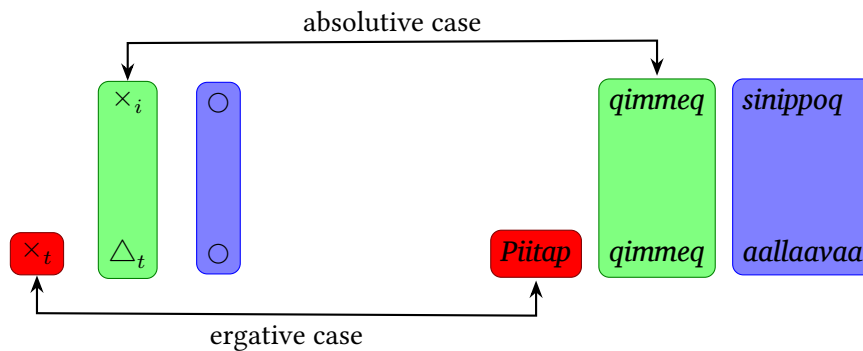 absolutive case
×ᵢ ○ qimmeq sinippoq
×ₜ △ₜ ○ Piitap qimmeq aallaavaa
ergative case